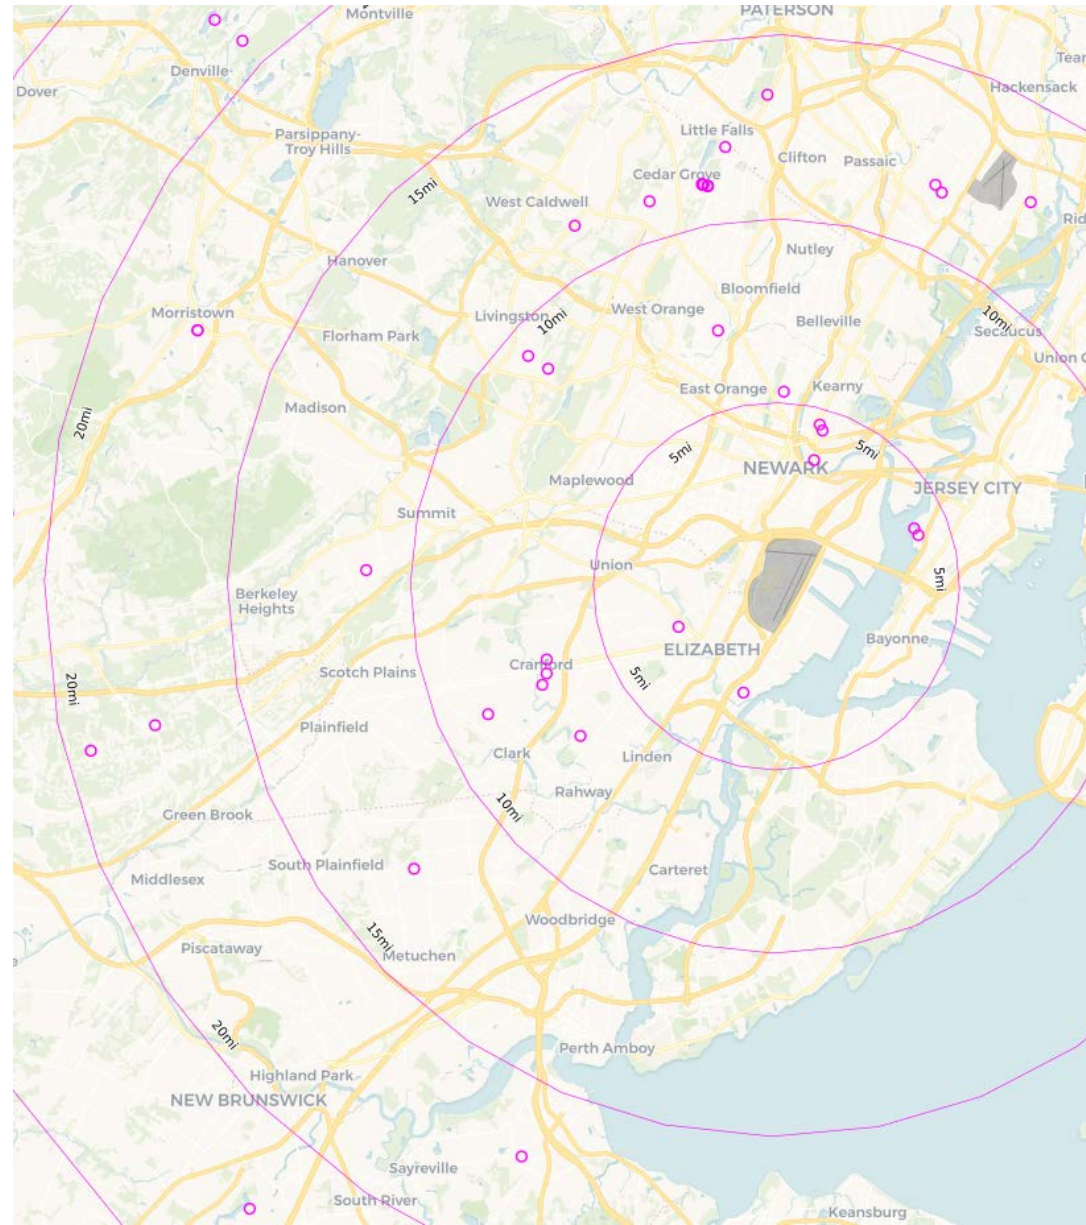 Montville
PATERSON
Tear
Denville
Dover
Hackensack
Little Falls
Parsippany-
Troy Hills
Clifton
Passaic
Cedar Grove
15mi
West Caldwell
Rid
Nutley
Hanover
Bloomfield
Morristown
Livingston
10mi
West Orange
Belleville
10mi
Secaucus
Florham Park
Union C
East Orange
Kearny
Madison
20mi
5mi
5mi
NEWARK
Maplewood
JERSEY CITY
Summit
Union
5mi
Berkeley
Heights
Bayonne
ELIZABETH
Cranford
Scotch Plains
5mi
20mi
Plainfield
Clark
Linden
Rahway
10mi
Green Brook
South Plainfield
Carteret
Middlesex
Woodbridge
15mi
Piscataway
Metuchen
20mi
Perth Amboy
Highland Park
NEW BRUNSWICK
Sayreville
South River
Keansburg